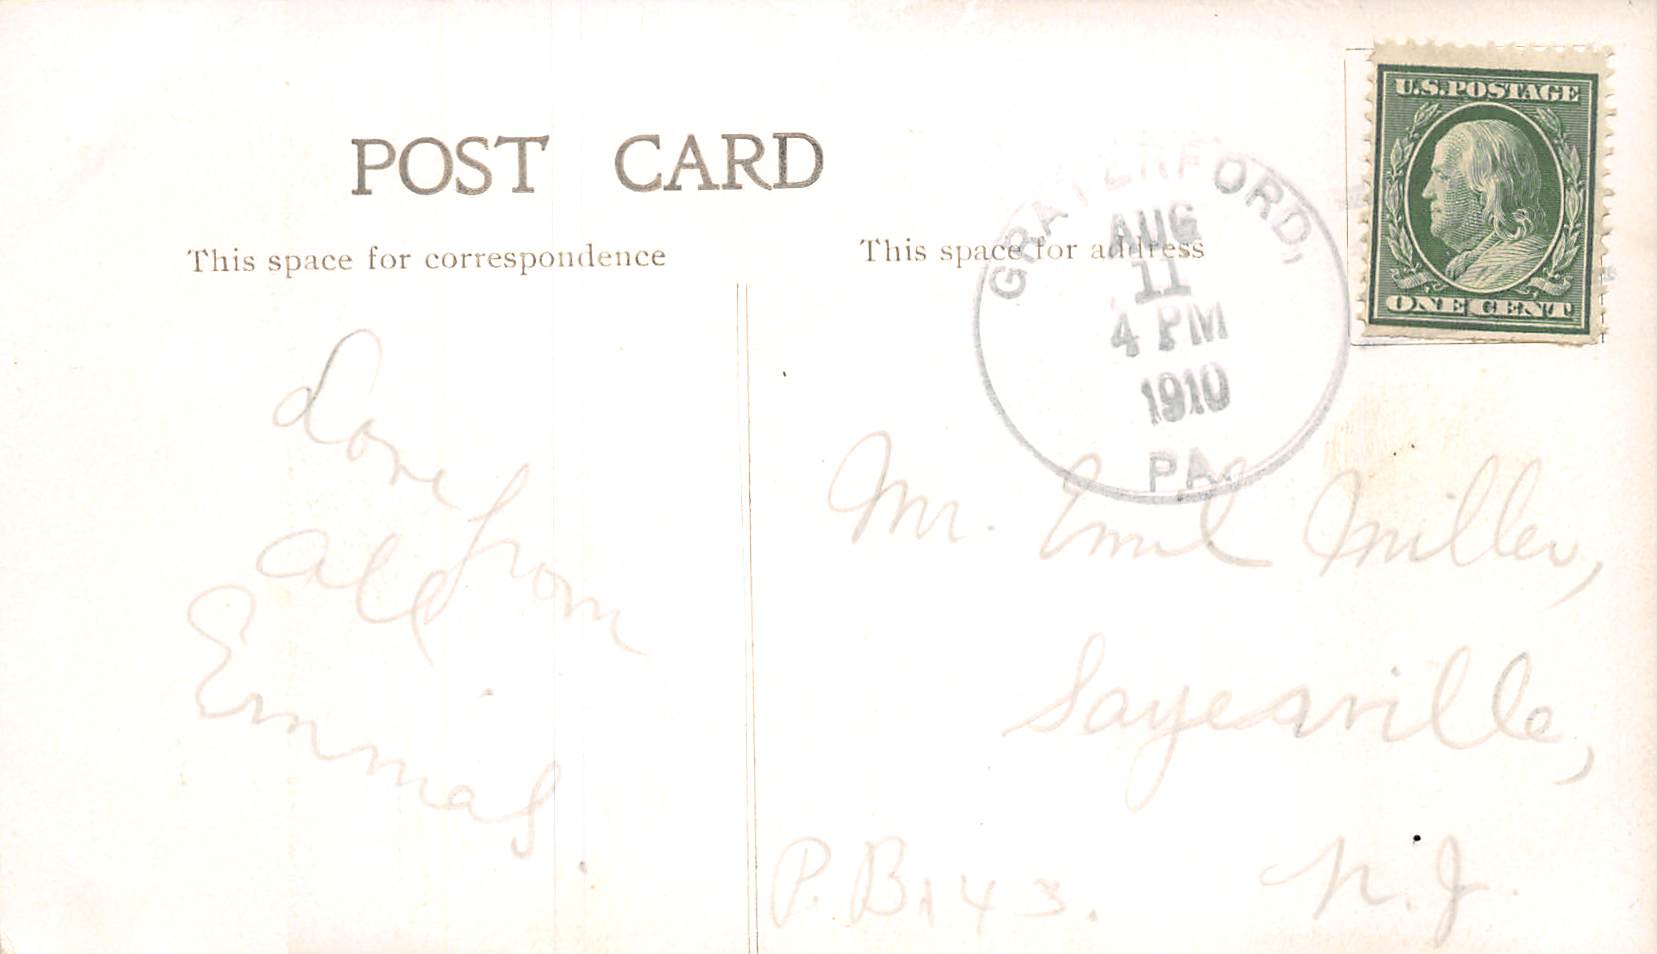 U.S. POSTAGE
ONE CENT
POST CARD
GRATERFORD,
AUG
11
4 PM
1910
PA.
This space for correspondence
This space for address
Love from
all
Emma
Mr. Emil Miller,
Sayesville,
N.J.
P. B. 143.